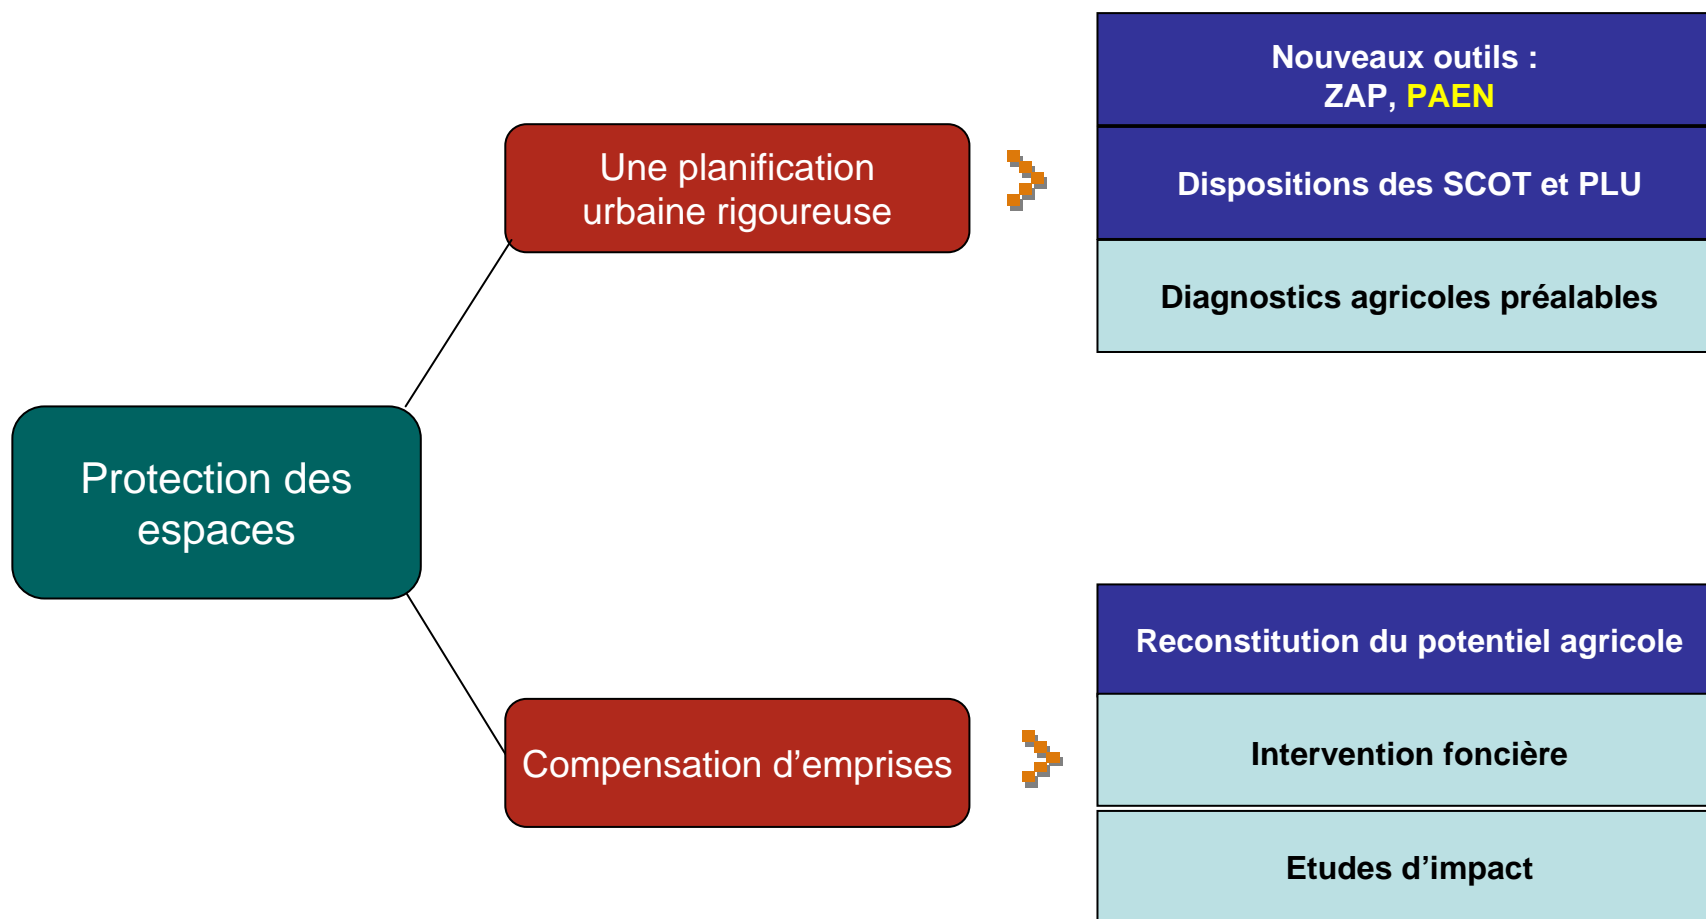 Protection des
espaces
Une planification
urbaine rigoureuse
Nouveaux outils :
ZAP, PAEN
Dispositions des SCOT et PLU
Diagnostics agricoles préalables
Compensation d’emprises
Reconstitution du potentiel agricole
Intervention foncière
Etudes d’impact